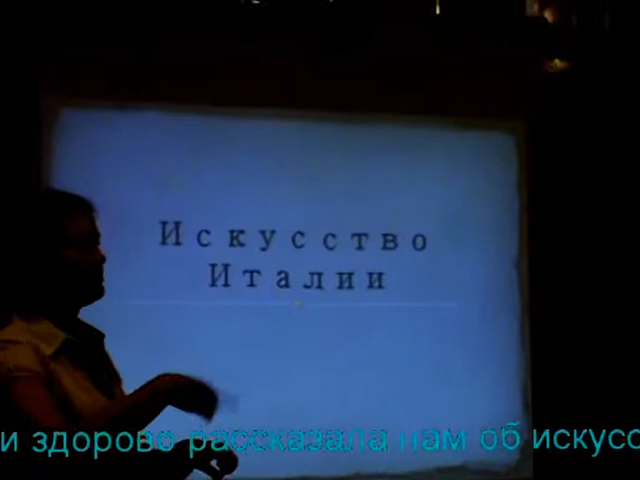 Искусство
Италии
и здорово рассказала нам об искусс